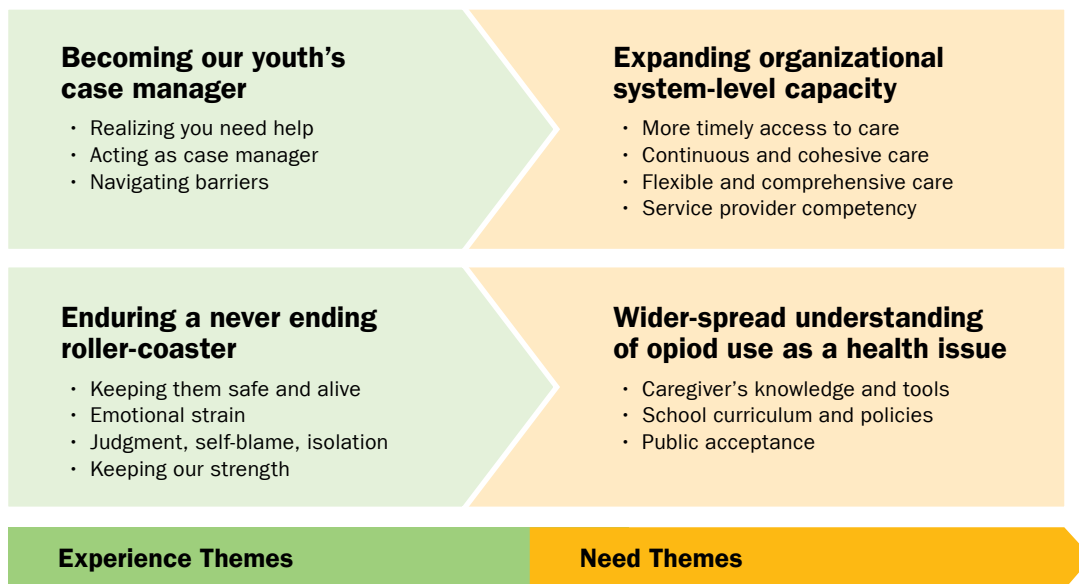 Becoming our youth's
case manager
· Realizing you need help
· Acting as case manager
· Navigating barriers
Expanding organizational
system-level capacity
· More timely access to care
· Continuous and cohesive care
· Flexible and comprehensive care
· Service provider competency
Enduring a never ending
roller-coaster
· Keeping them safe and alive
· Emotional strain
· Judgment, self-blame, isolation
· Keeping our strength
Wider-spread understanding
of opiod use as a health issue
· Caregiver's knowledge and tools
· School curriculum and policies
· Public acceptance
Experience Themes
Need Themes